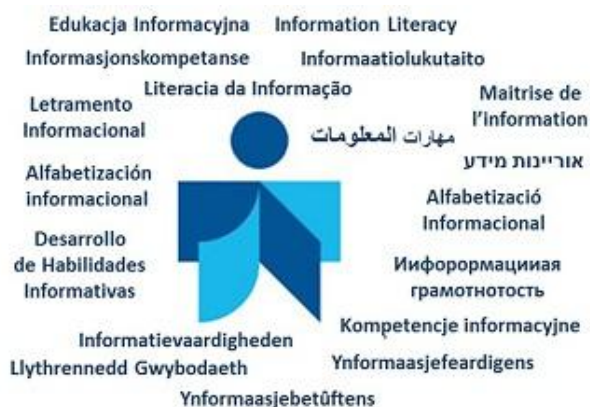 Edukacja Informacyjna
Information Literacy
Informasjonskompetanse
Informaatiolukutaito
Literacia da Informação
Letramento
Informacional
Maitrise de
l'information
مهارات المعلومات
אוריינות מידע
Alfabetización
informacional
Alfabetizació
Informacional
Desarrollo
de Habilidades
Informativas
Иифоpopмациииaя
грамотнотость
Kompetencje informacyjne
Informatievaardigheden
Llythrennedd Gwybodaeth
Ynformaasjefeardigens
Ynformaasjebetûftens